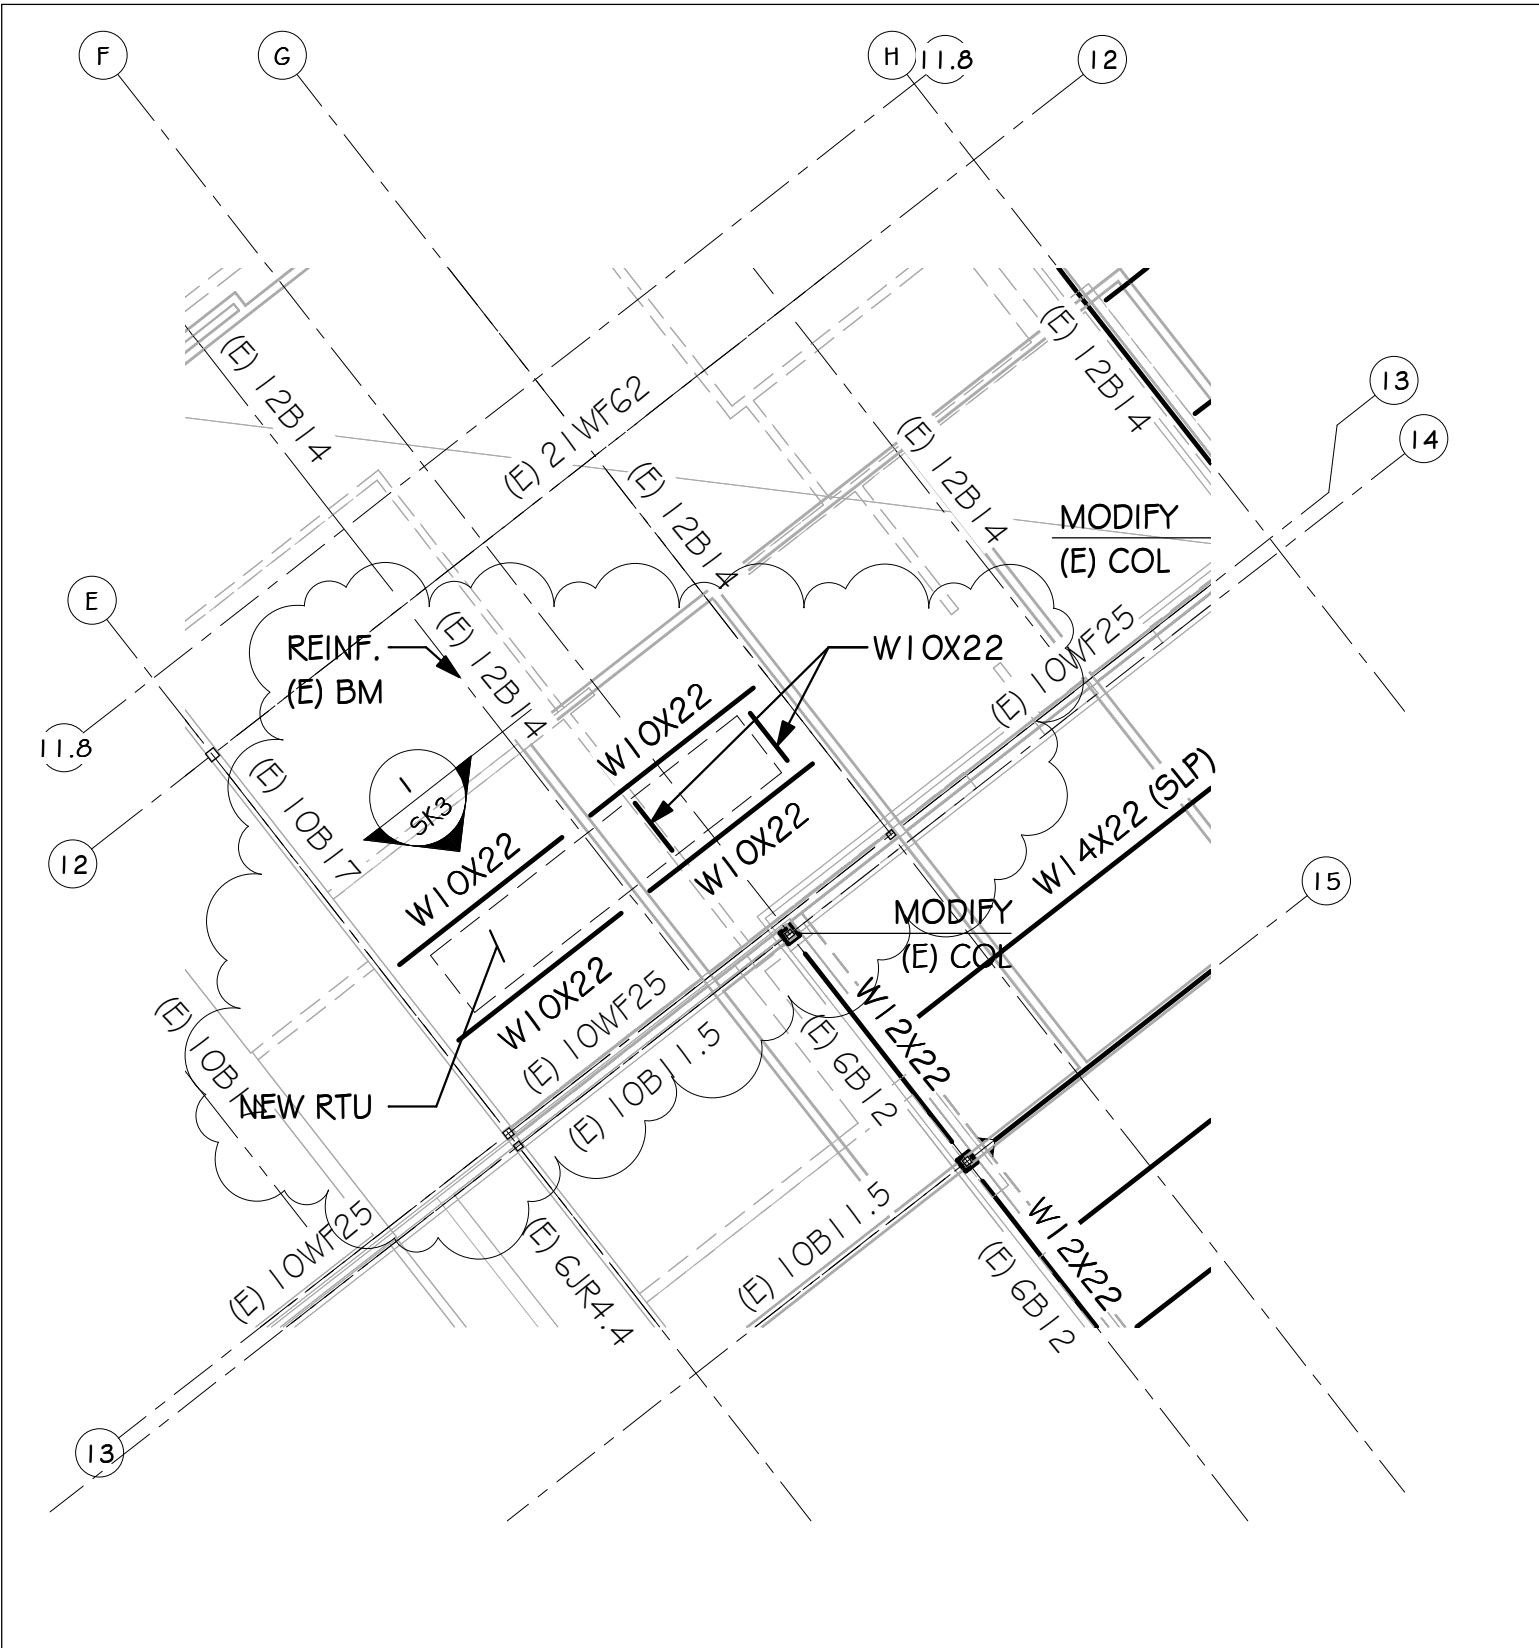 F
G
H
11.8
12
(E) 12B14
(E) 12B14
(E) 21WF62
13
(E) 12B14
14
(E) 12B14
MODIFY
(E) COL
E
REINF.
(E) BM
(E) 12B14
W10X22
(E) 10WF25
W10X22
11.8
(E) 10B17
1
SK3
W10X22
W10X22
W14X22 (SLP)
12
15
MODIFY
(E) COL
W10X22
(E) 10WF25
W12X22
(E) 10B1
NEW RTU
(E) 10B11.5
(E) 6B12
(E) 10WF25
(E) 6JR4.4
(E) 10B11.5
W12X22
(E) 6B12
13